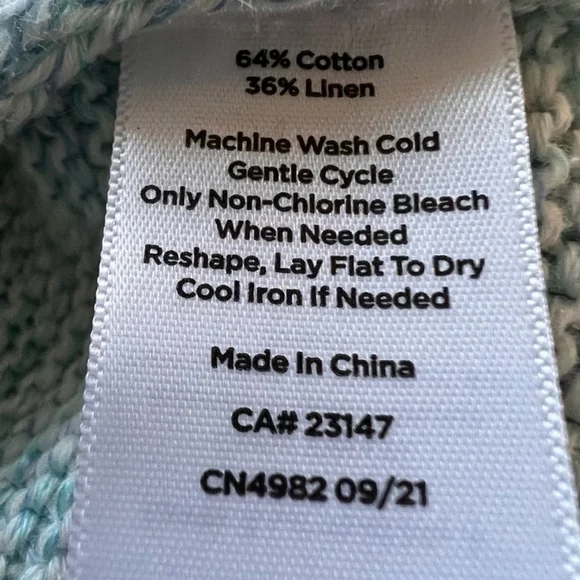 64% Cotton
36% Linen
Machine Wash Cold
Gentle Cycle
Only Non-Chlorine Bleach
When Needed
Reshape, Lay Flat To Dry
Cool Iron If Needed
Made In China
CA# 23147
CN4982 09/21